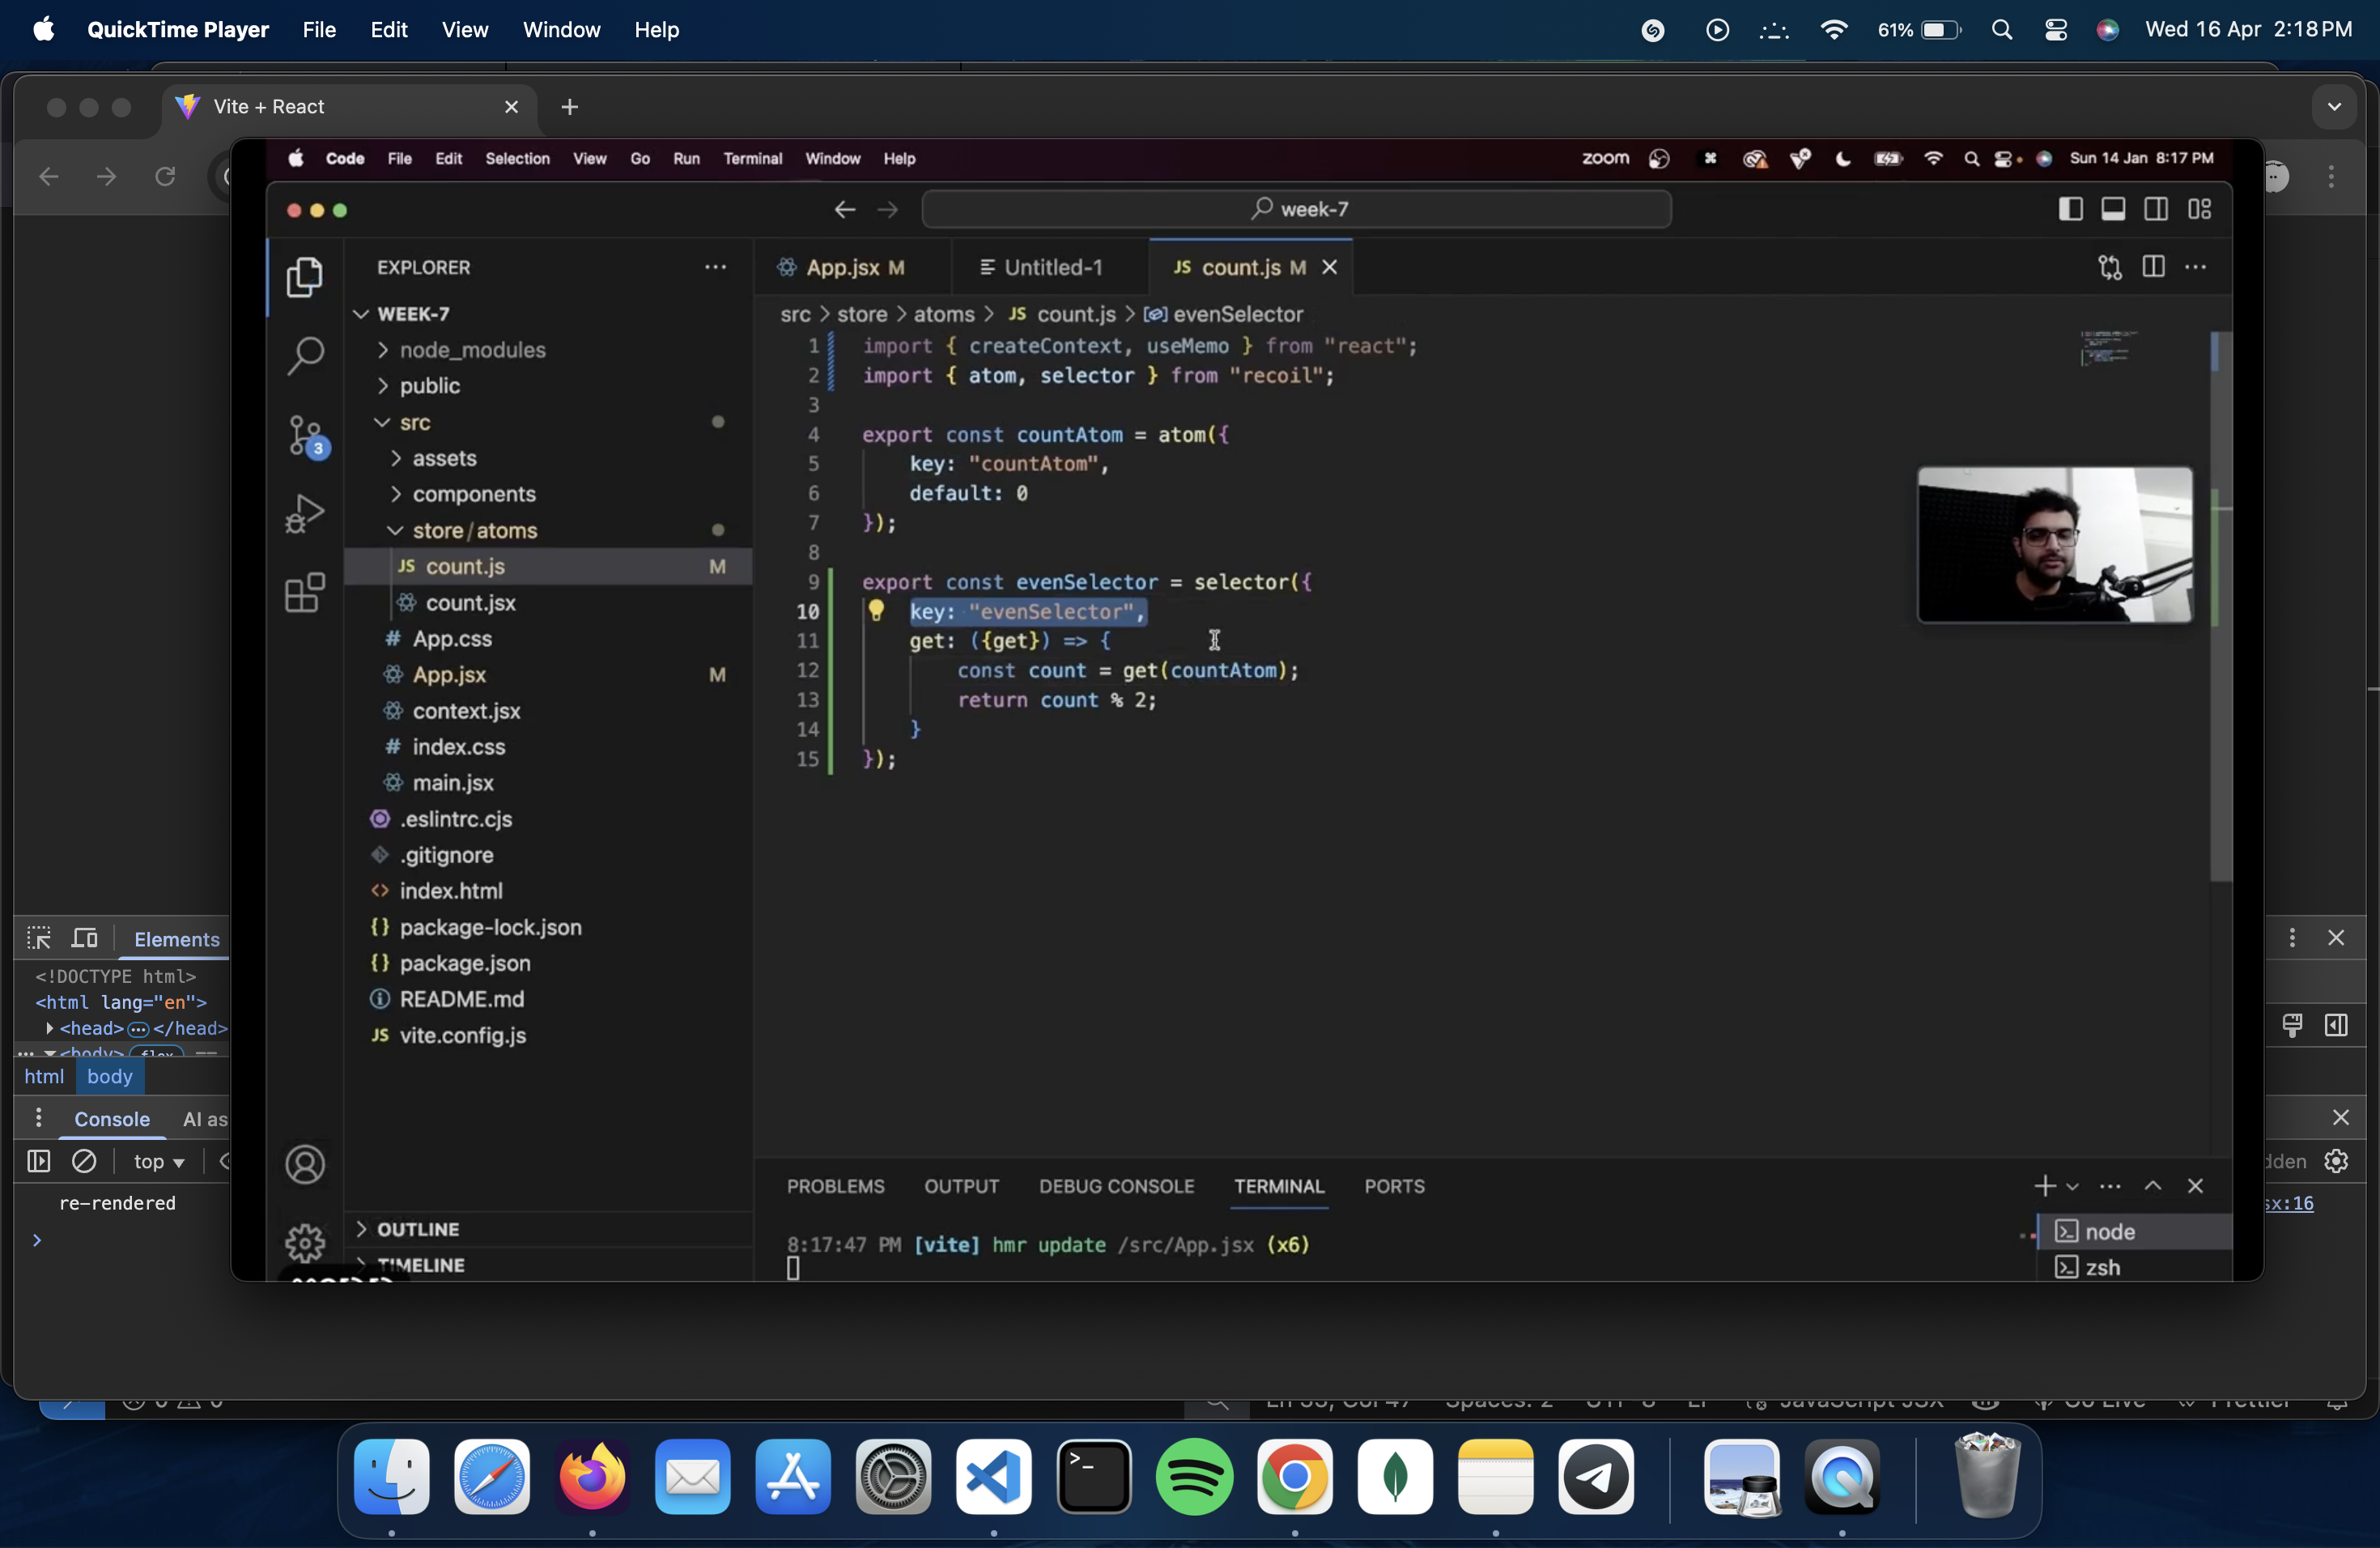 QuickTime Player File Edit View Window Help 61% Wed 16 Apr 2:18 PM
Vite + React
Code File Edit Selection View Go Run Terminal Window Help zoom Sun 14 Jan 8:17 PM
week-7
EXPLORER
WEEK-7
node_modules
public
src
assets
components
store/atoms
JS count.js M
count.jsx
# App.css
App.jsx M
context.jsx
# index.css
main.jsx
.eslintrc.cjs
.gitignore
<> index.html
{} package-lock.json
{} package.json
README.md
JS vite.config.js
OUTLINE
TIMELINE
3
App.jsx M Untitled-1 JS count.js M
src > store > atoms > JS count.js > evenSelector
1 import { createContext, useMemo } from "react";
2 import { atom, selector } from "recoil";
3
4 export const countAtom = atom({
5 key: "countAtom",
6 default: 0
7 });
8
9 export const evenSelector = selector({
10 key: "evenSelector",
11 get: ({get}) => {
12 const count = get(countAtom);
13 return count % 2;
14 }
15 });
PROBLEMS OUTPUT DEBUG CONSOLE TERMINAL PORTS
8:17:47 PM [vite] hmr update /src/App.jsx (x6)
node
zsh
Elements
<!DOCTYPE html>
<html lang="en">
<head> </head>
html body
Console AI as
top dden
re-rendered sx:16